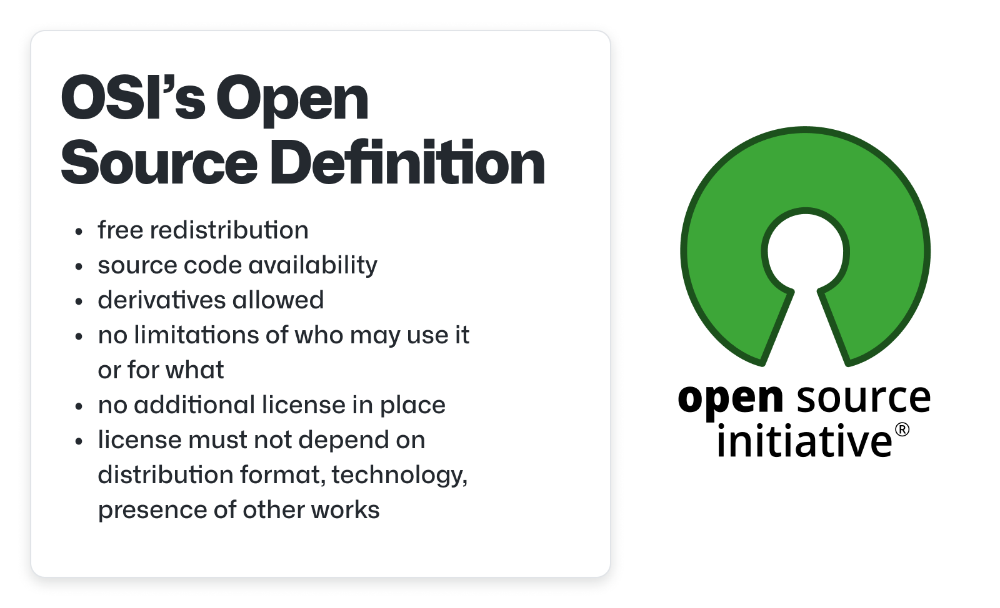 OSI’s Open
Source Definition
• free redistribution
• source code availability
• derivatives allowed
• no limitations of who may use it
or for what
• no additional license in place
• license must not depend on
distribution format, technology,
presence of other works
open source
initiative®